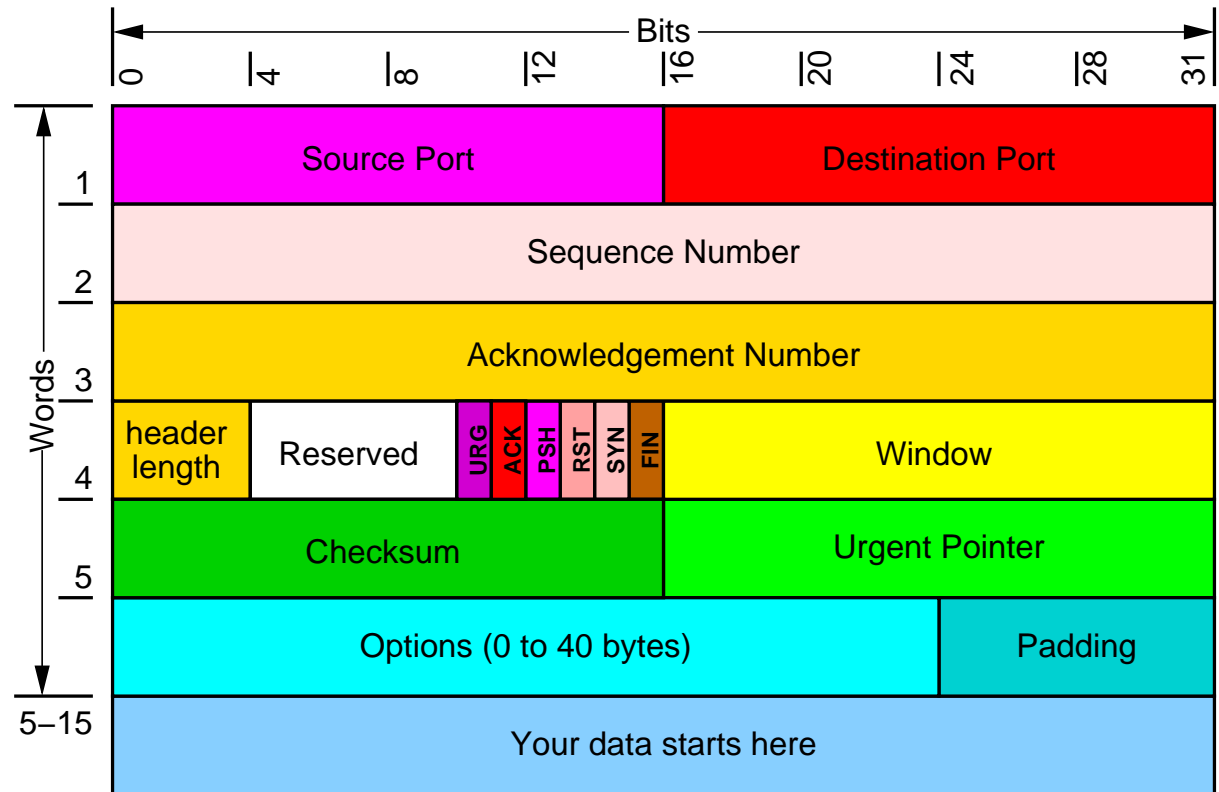 Bits
0 4 8 12 16 20 24 28 31
Words
Source Port Destination Port
1
Sequence Number
2
Acknowledgement Number
3
header
length
Reserved URG ACK PSH RST SYN FIN Window
4
Checksum Urgent Pointer
5
Options (0 to 40 bytes) Padding
5–15
Your data starts here